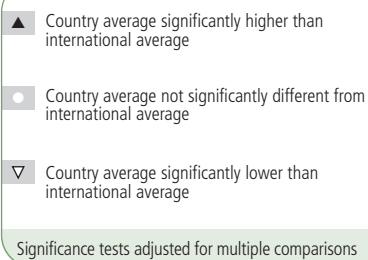 ▲ Country average significantly higher than
international average
● Country average not significantly different from
international average
▽ Country average significantly lower than
international average
Significance tests adjusted for multiple comparisons